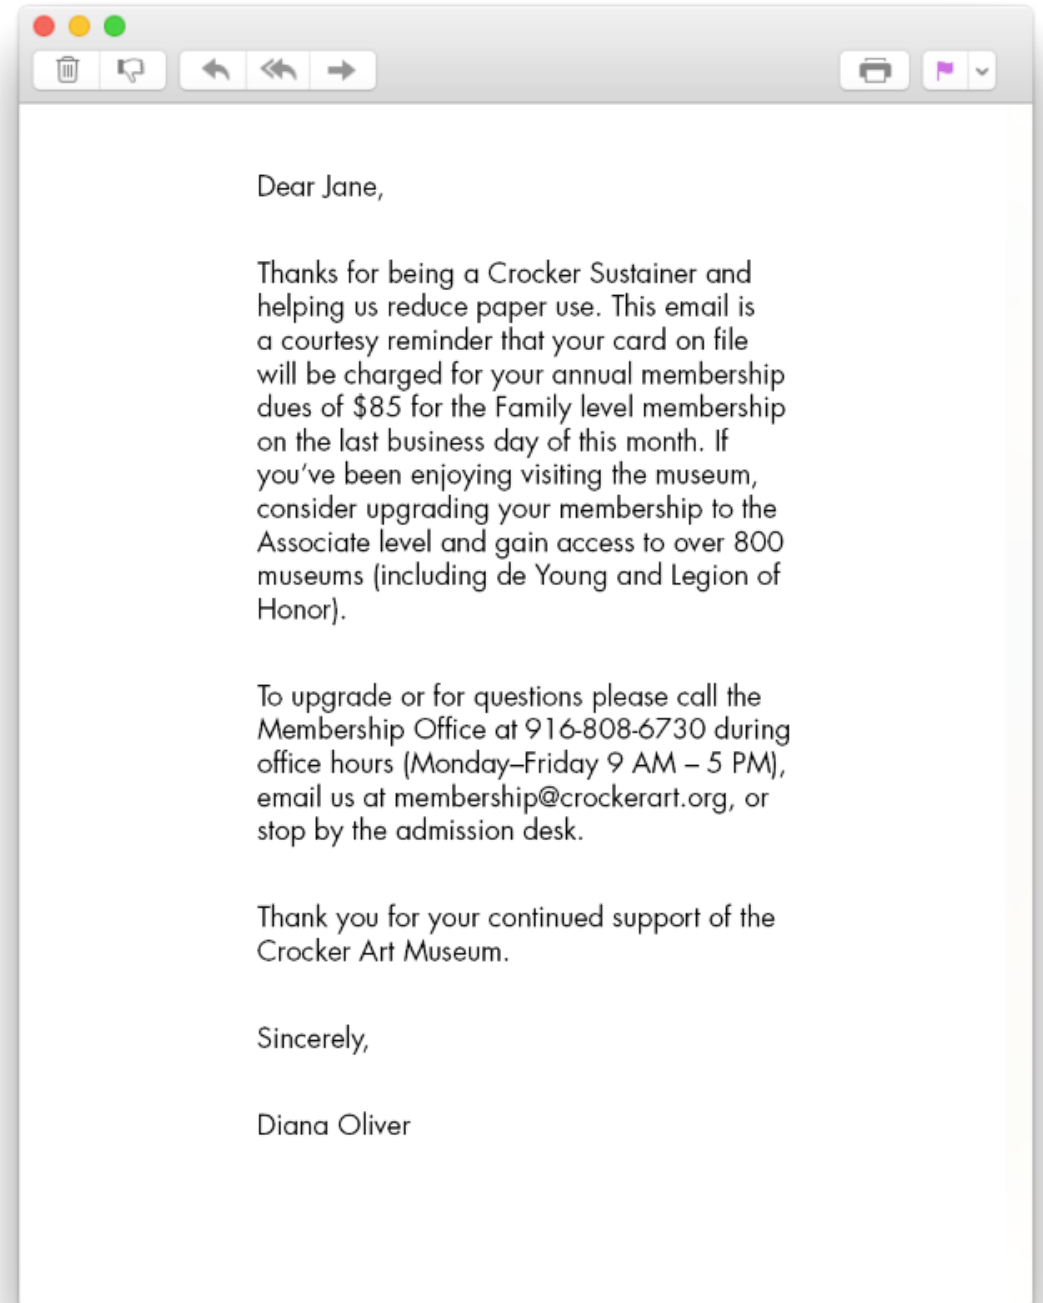 Dear Jane,
Thanks for being a Crocker Sustainer and
helping us reduce paper use. This email is
a courtesy reminder that your card on file
will be charged for your annual membership
dues of $85 for the Family level membership
on the last business day of this month. If
you’ve been enjoying visiting the museum,
consider upgrading your membership to the
Associate level and gain access to over 800
museums (including de Young and Legion of
Honor).
To upgrade or for questions please call the
Membership Office at 916-808-6730 during
office hours (Monday–Friday 9 AM – 5 PM),
email us at membership@crockerart.org, or
stop by the admission desk.
Thank you for your continued support of the
Crocker Art Museum.
Sincerely,
Diana Oliver